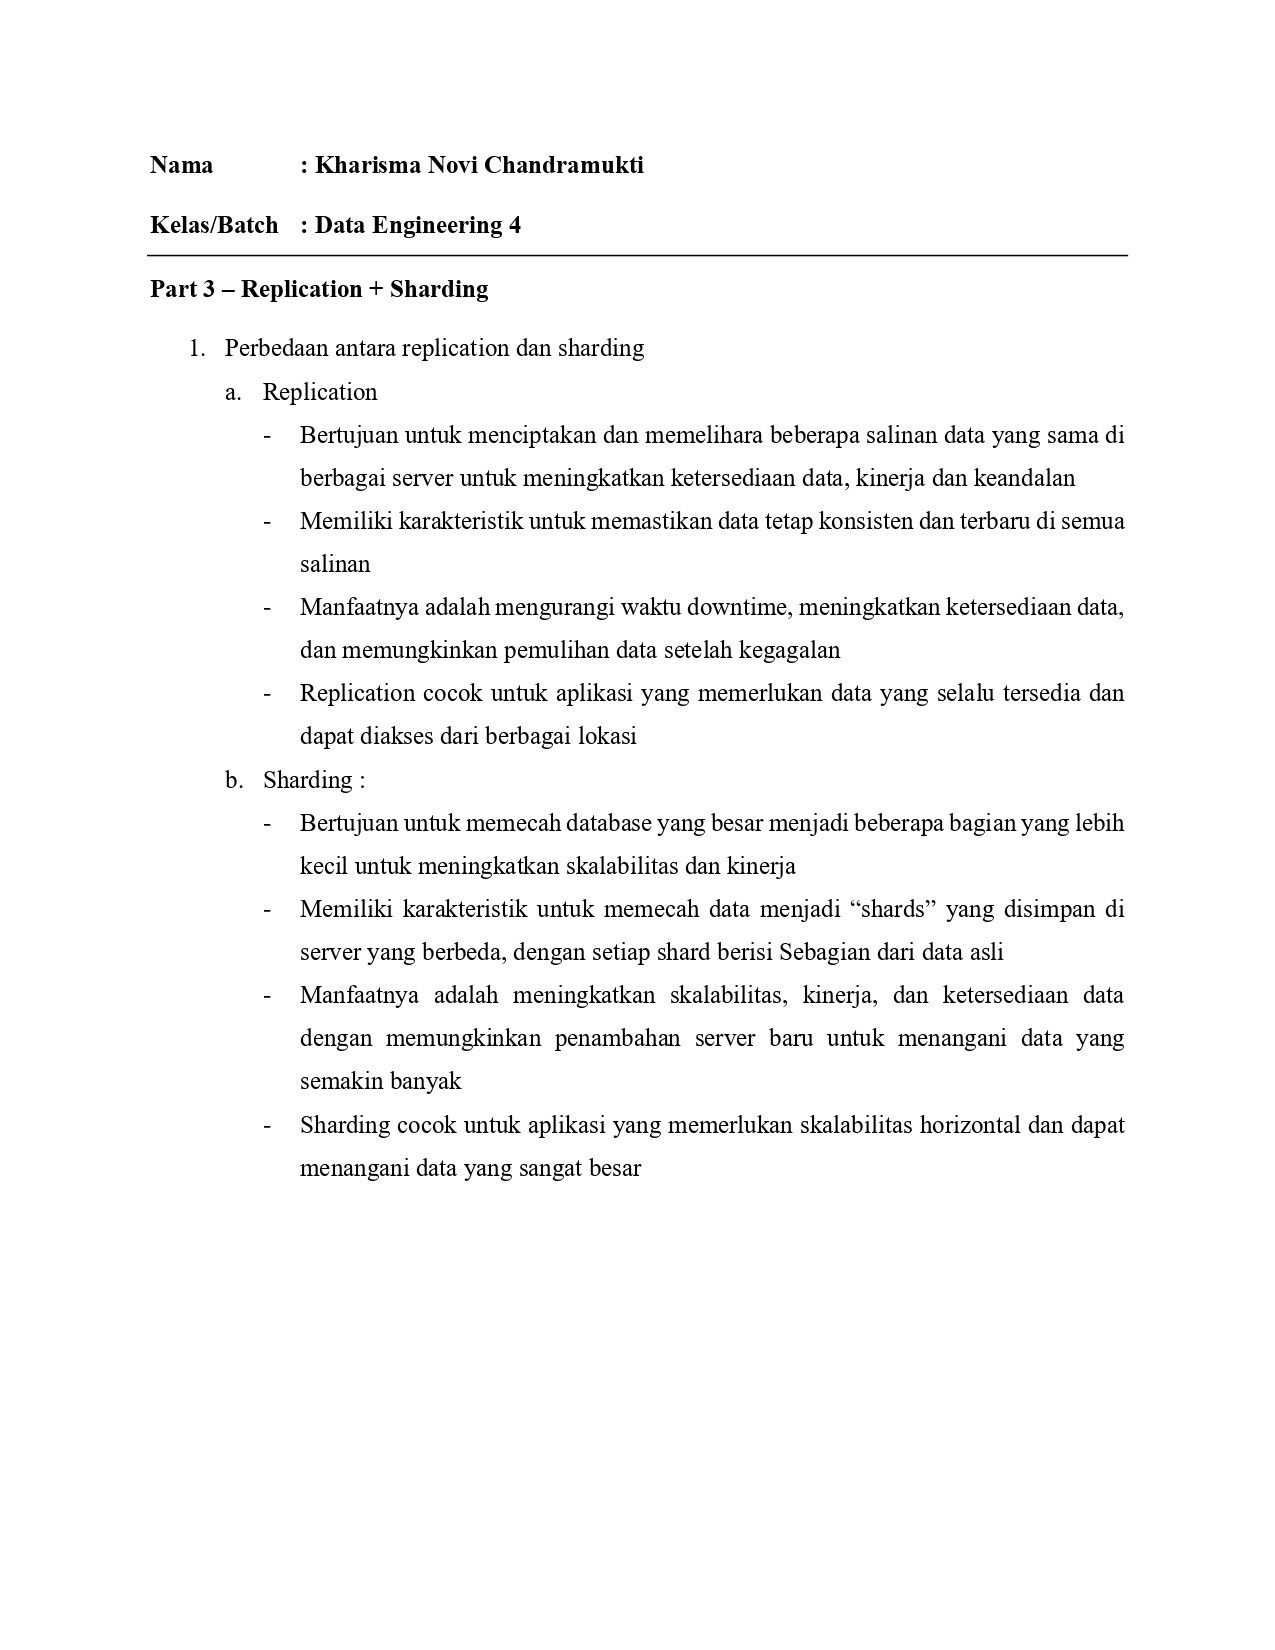 Nama : Kharisma Novi Chandramukti
Kelas/Batch : Data Engineering 4
Part 3 – Replication + Sharding
1. Perbedaan antara replication dan sharding
a. Replication
- Bertujuan untuk menciptakan dan memelihara beberapa salinan data yang sama di
berbagai server untuk meningkatkan ketersediaan data, kinerja dan keandalan
- Memiliki karakteristik untuk memastikan data tetap konsisten dan terbaru di semua
salinan
- Manfaatnya adalah mengurangi waktu downtime, meningkatkan ketersediaan data,
dan memungkinkan pemulihan data setelah kegagalan
- Replication cocok untuk aplikasi yang memerlukan data yang selalu tersedia dan
dapat diakses dari berbagai lokasi
b. Sharding :
- Bertujuan untuk memecah database yang besar menjadi beberapa bagian yang lebih
kecil untuk meningkatkan skalabilitas dan kinerja
- Memiliki karakteristik untuk memecah data menjadi “shards” yang disimpan di
server yang berbeda, dengan setiap shard berisi Sebagian dari data asli
- Manfaatnya adalah meningkatkan skalabilitas, kinerja, dan ketersediaan data
dengan memungkinkan penambahan server baru untuk menangani data yang
semakin banyak
- Sharding cocok untuk aplikasi yang memerlukan skalabilitas horizontal dan dapat
menangani data yang sangat besar